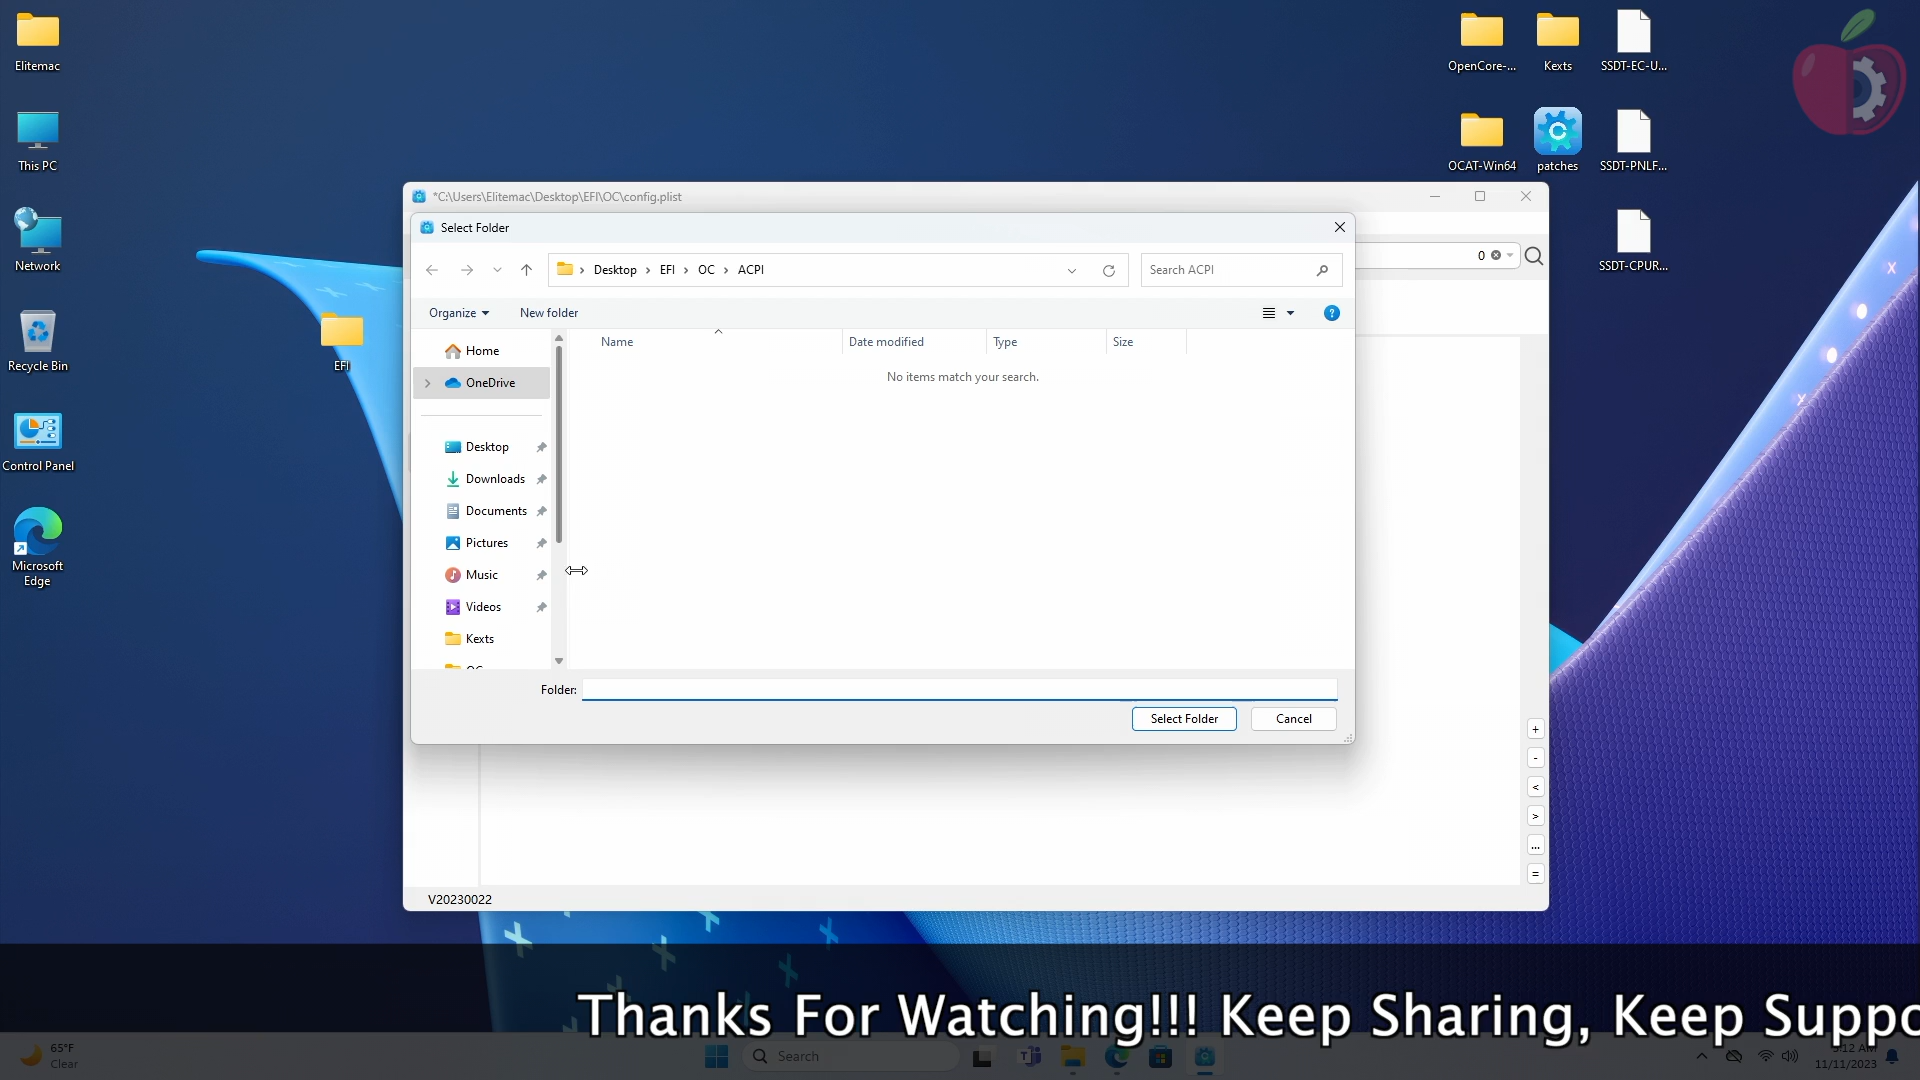 Elitemac
This PC
Network
Recycle Bin
Control Panel
Microsoft
Edge
EFI
OpenCore-...
Kexts
SSDT-EC-U...
OCAT-Win64
patches
SSDT-PNLF...
SSDT-CPUR...
*C:\Users\Elitemac\Desktop\EFI\OC\config.plist
0
Select Folder
Desktop > EFI > OC > ACPI
Search ACPI
Organize
New folder
?
Name
Date modified
Type
Size
No items match your search.
Home
OneDrive
Desktop
Downloads
Documents
Pictures
Music
Videos
Kexts
Folder:
Select Folder
Cancel
+
-
<
>
...
=
V20230022
Thanks For Watching!!! Keep Sharing, Keep Suppo
65°F
Clear
Search
11/11/2023